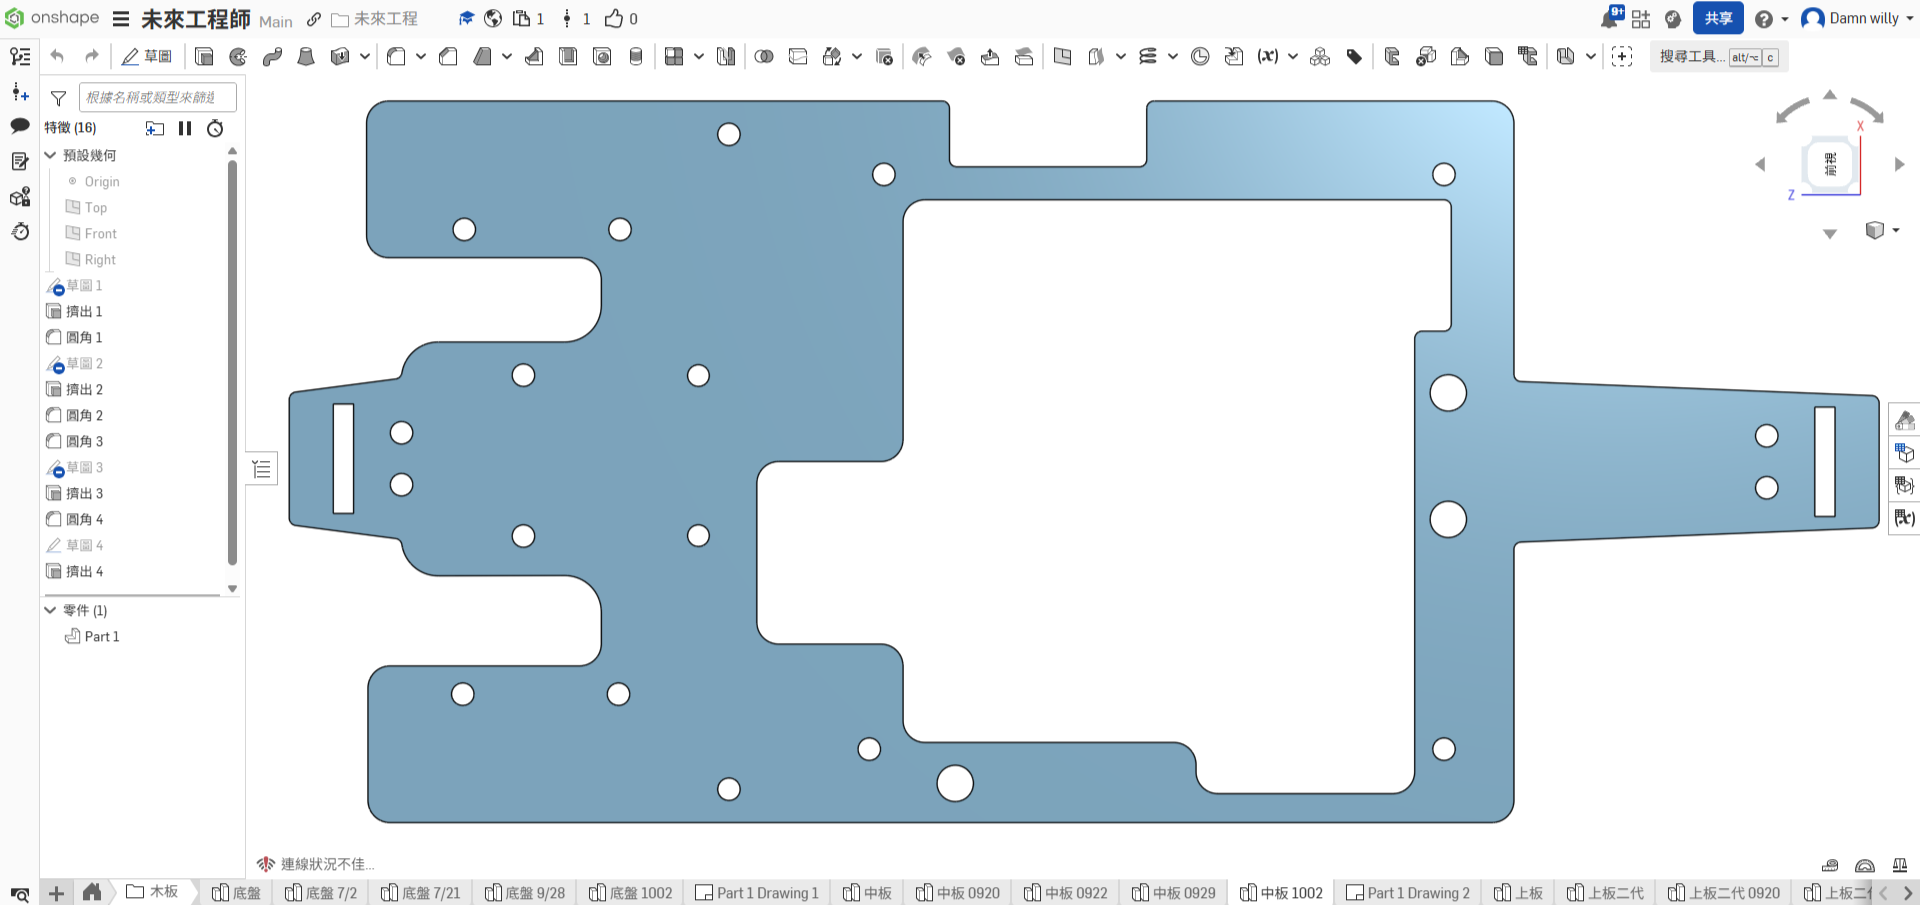 onshape 未來工程師 Main 未來工程 1 1 0 9+ 共享 Damn willy
草圖 (x) 搜尋工具... alt/⌥ c
根據名稱或類型來篩選
特徵 (16)
預設幾何
Origin
Top
Front
Right
草圖 1
擠出 1
圓角 1
草圖 2
擠出 2
圓角 2
圓角 3
草圖 3
擠出 3
圓角 4
草圖 4
擠出 4
零件 (1)
Part 1
X
前視
Z
(x)
連線狀況不佳...
木板 底盤 底盤 7/2 底盤 7/21 底盤 9/28 底盤 1002 Part 1 Drawing 1 中板 中板 0920 中板 0922 中板 0929 中板 1002 Part 1 Drawing 2 上板 上板二代 上板二代 0920 上板二